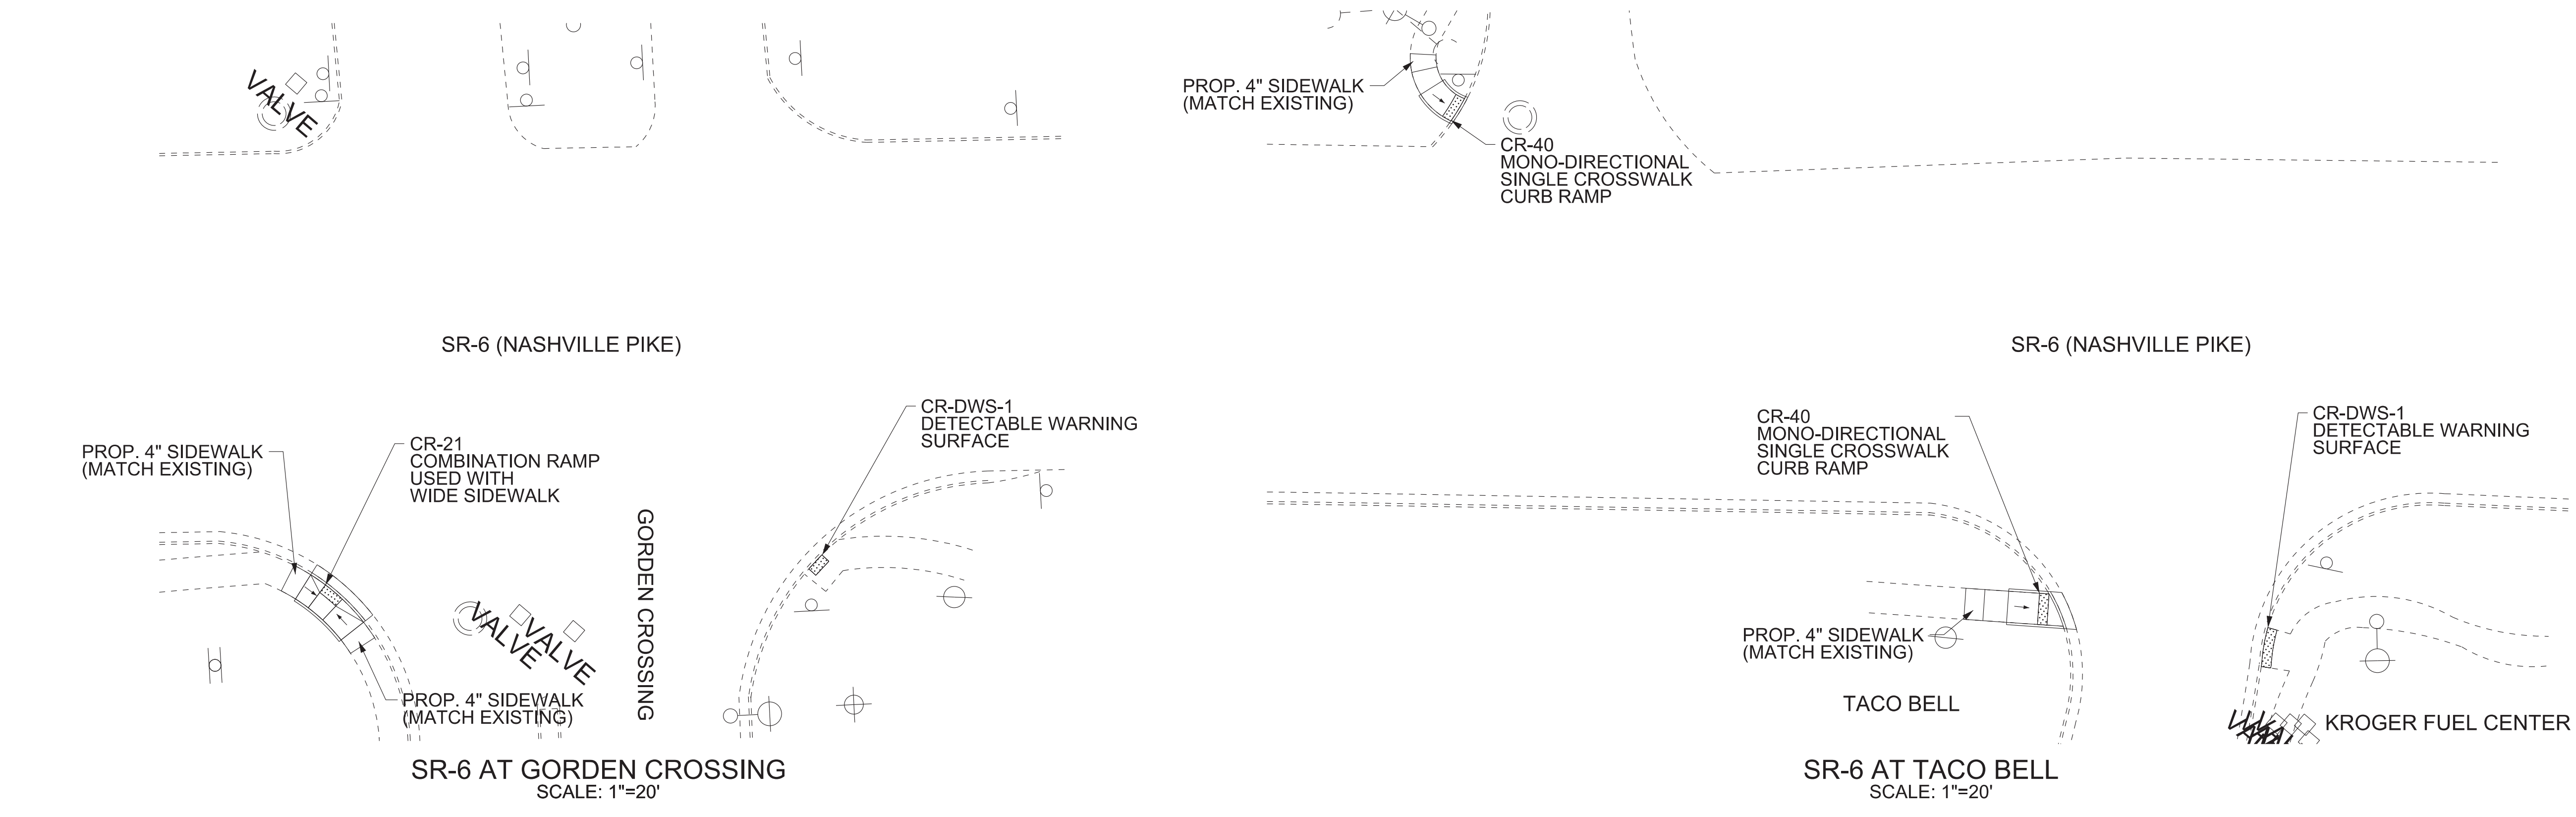 VALVE
PROP. 4" SIDEWALK
(MATCH EXISTING)
CR-40
MONO-DIRECTIONAL
SINGLE CROSSWALK
CURB RAMP
SR-6 (NASHVILLE PIKE)
SR-6 (NASHVILLE PIKE)
PROP. 4" SIDEWALK
(MATCH EXISTING)
CR-21
COMBINATION RAMP
USED WITH
WIDE SIDEWALK
CR-DWS-1
DETECTABLE WARNING
SURFACE
GORDEN CROSSING
VALVE
VALVE
PROP. 4" SIDEWALK
(MATCH EXISTING)
SR-6 AT GORDEN CROSSING
SCALE: 1"=20'
CR-40
MONO-DIRECTIONAL
SINGLE CROSSWALK
CURB RAMP
CR-DWS-1
DETECTABLE WARNING
SURFACE
PROP. 4" SIDEWALK
(MATCH EXISTING)
TACO BELL
KROGER FUEL CENTER
SR-6 AT TACO BELL
SCALE: 1"=20'